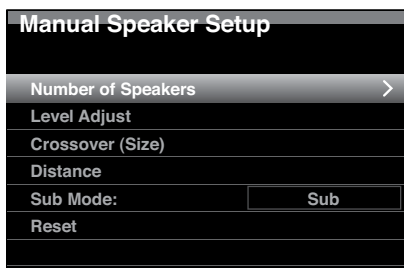 Manual Speaker Setup
Number of Speakers
Level Adjust
Crossover (Size)
Distance
Sub Mode: Sub
Reset